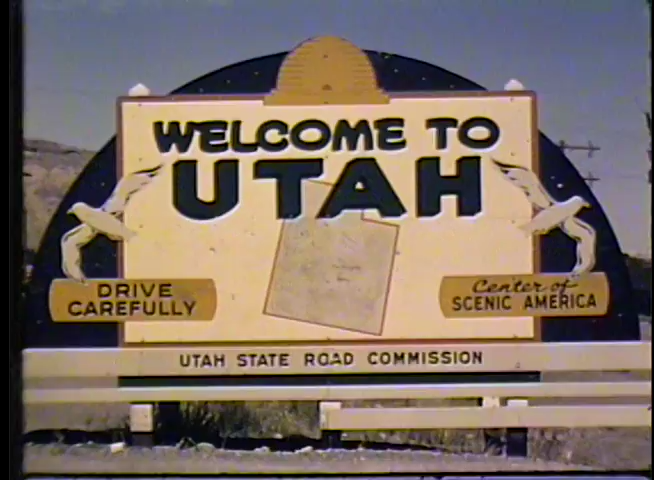 WELCOME TO
UTAH
DRIVE
CAREFULLY
Center of
SCENIC AMERICA
UTAH STATE ROAD COMMISSION